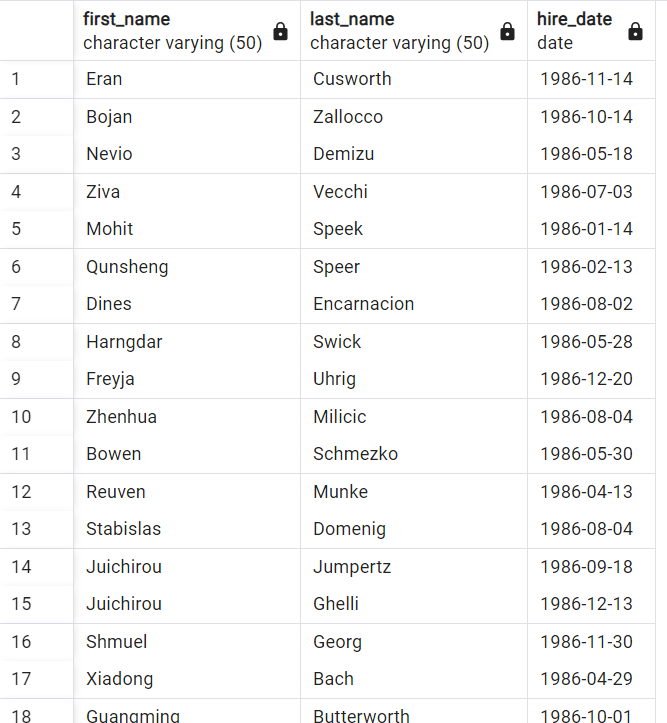 first_name last_name hire_date
character varying (50) character varying (50) date
1 Eran Cusworth 1986-11-14
2 Bojan Zallocco 1986-10-14
3 Nevio Demizu 1986-05-18
4 Ziva Vecchi 1986-07-03
5 Mohit Speek 1986-01-14
6 Qunsheng Speer 1986-02-13
7 Dines Encarnacion 1986-08-02
8 Harngdar Swick 1986-05-28
9 Freyja Uhrig 1986-12-20
10 Zhenhua Milicic 1986-08-04
11 Bowen Schmezko 1986-05-30
12 Reuven Munke 1986-04-13
13 Stabislas Domenig 1986-08-04
14 Juichirou Jumpertz 1986-09-18
15 Juichirou Ghelli 1986-12-13
16 Shmuel Georg 1986-11-30
17 Xiadong Bach 1986-04-29
18 Guangming Butterworth 1986-10-01